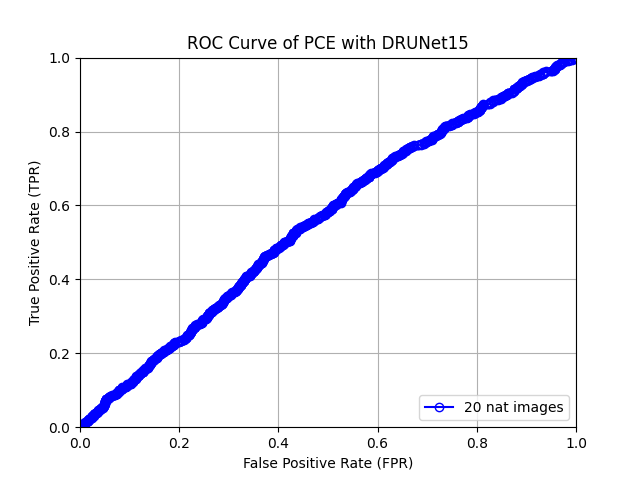 ROC Curve of PCE with DRUNet15
1.0
0.8
0.6
0.4
0.2
0.0
True Positive Rate (TPR)
20 nat images
0.0 0.2 0.4 0.6 0.8 1.0
False Positive Rate (FPR)